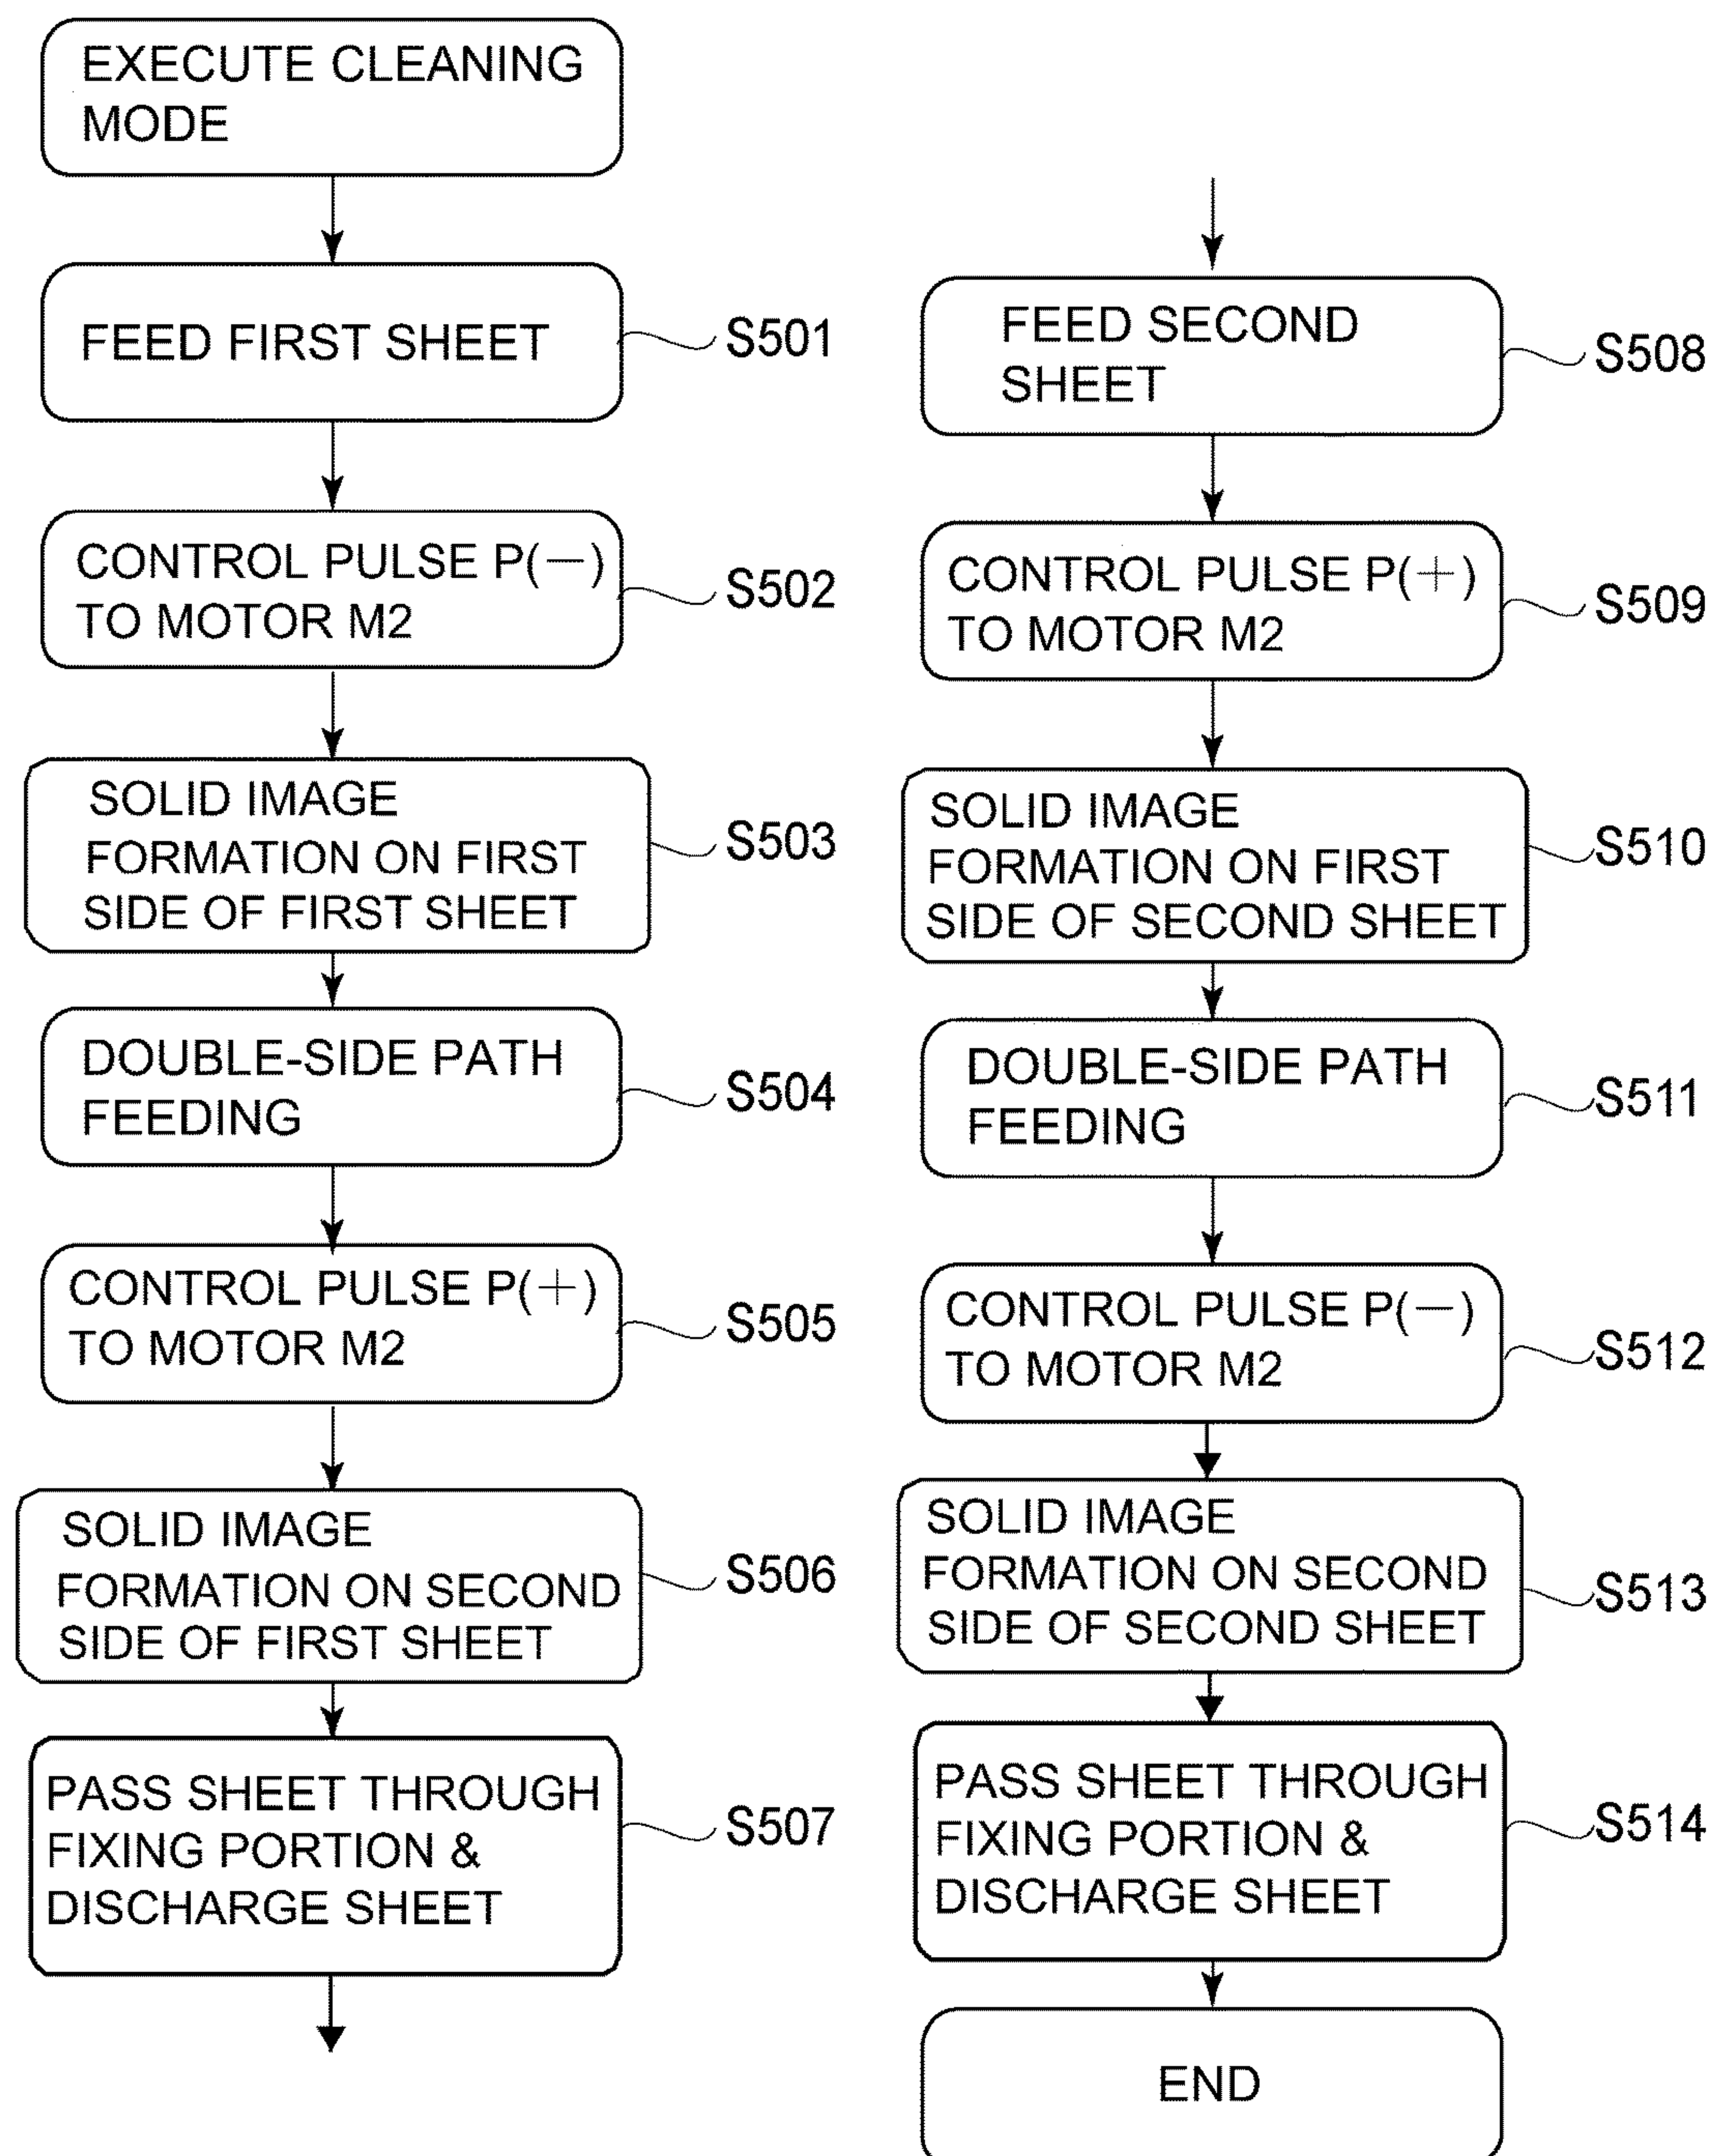 EXECUTE CLEANING
MODE
FEED FIRST SHEET
S501
CONTROL PULSE P(—)
TO MOTOR M2
S502
SOLID IMAGE
FORMATION ON FIRST
SIDE OF FIRST SHEET
S503
DOUBLE-SIDE PATH
FEEDING
S504
CONTROL PULSE P(+)
TO MOTOR M2
S505
SOLID IMAGE
FORMATION ON SECOND
SIDE OF FIRST SHEET
S506
PASS SHEET THROUGH
FIXING PORTION &
DISCHARGE SHEET
S507
FEED SECOND
SHEET
S508
CONTROL PULSE P(+)
TO MOTOR M2
S509
SOLID IMAGE
FORMATION ON FIRST
SIDE OF SECOND SHEET
S510
DOUBLE-SIDE PATH
FEEDING
S511
CONTROL PULSE P(—)
TO MOTOR M2
S512
SOLID IMAGE
FORMATION ON SECOND
SIDE OF SECOND SHEET
S513
PASS SHEET THROUGH
FIXING PORTION &
DISCHARGE SHEET
S514
END